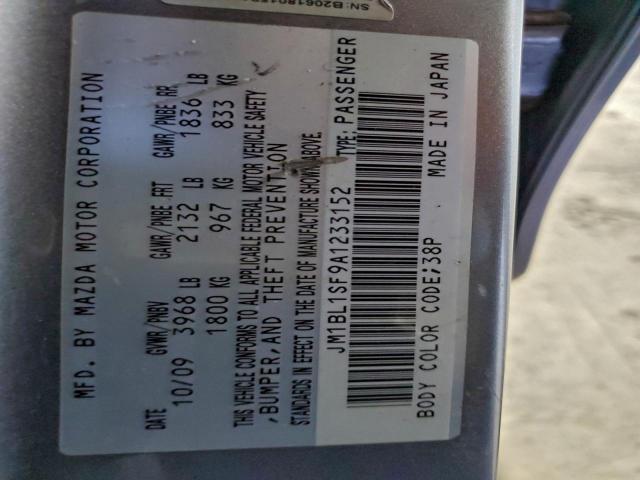 MFD. BY MAZDA MOTOR CORPORATION
DATE GVWR/PNBV GAWR/PNBE FRT GAWR/PNBE RR
10/09 3968 LB 2132 LB 1836 LB
1800 KG 967 KG 833 KG
THIS VEHICLE CONFORMS TO ALL APPLICABLE FEDERAL MOTOR VEHICLE SAFETY
,BUMPER,AND THEFT PREVENTION
STANDARDS IN EFFECT ON THE DATE OF MANUFACTURE SHOWN ABOVE.
JM1BL1SF9A1233152 TYPE: PASSENGER
BODY COLOR CODE;38P MADE IN JAPAN